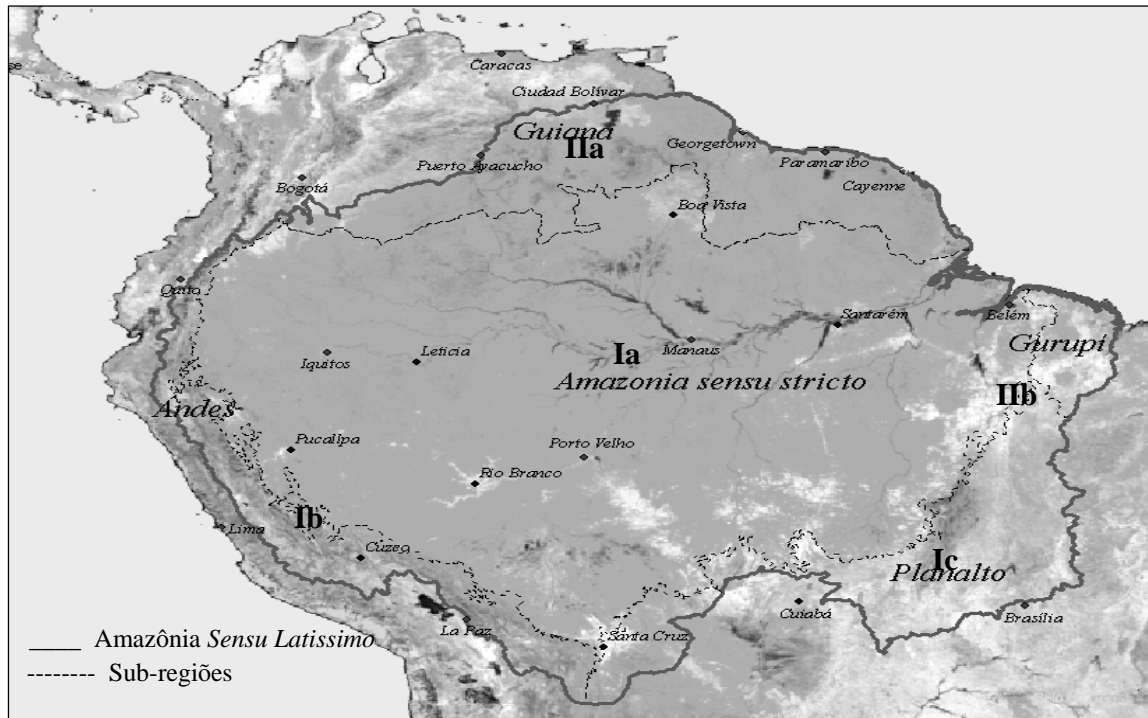 Caracas
se
Ciudad Bolívar
Guiana
IIa
Georgetown
Puerto Ayacucho
Paramaribo
Cayenne
Bogotá
Boa Vista
Quito
Belém
Santarém
Manaus
Gurupí
Ia
Leticia
Iquitos
Amazonia sensu stricto
IIb
Andes
Pucallpa
Porto Velho
Rio Branco
Ib
Lima
Cuzco
Ic
Planalto
Cuiabá
Brasília
La Paz
Santa Cruz
Amazônia Sensu Latissimo
Sub-regiões